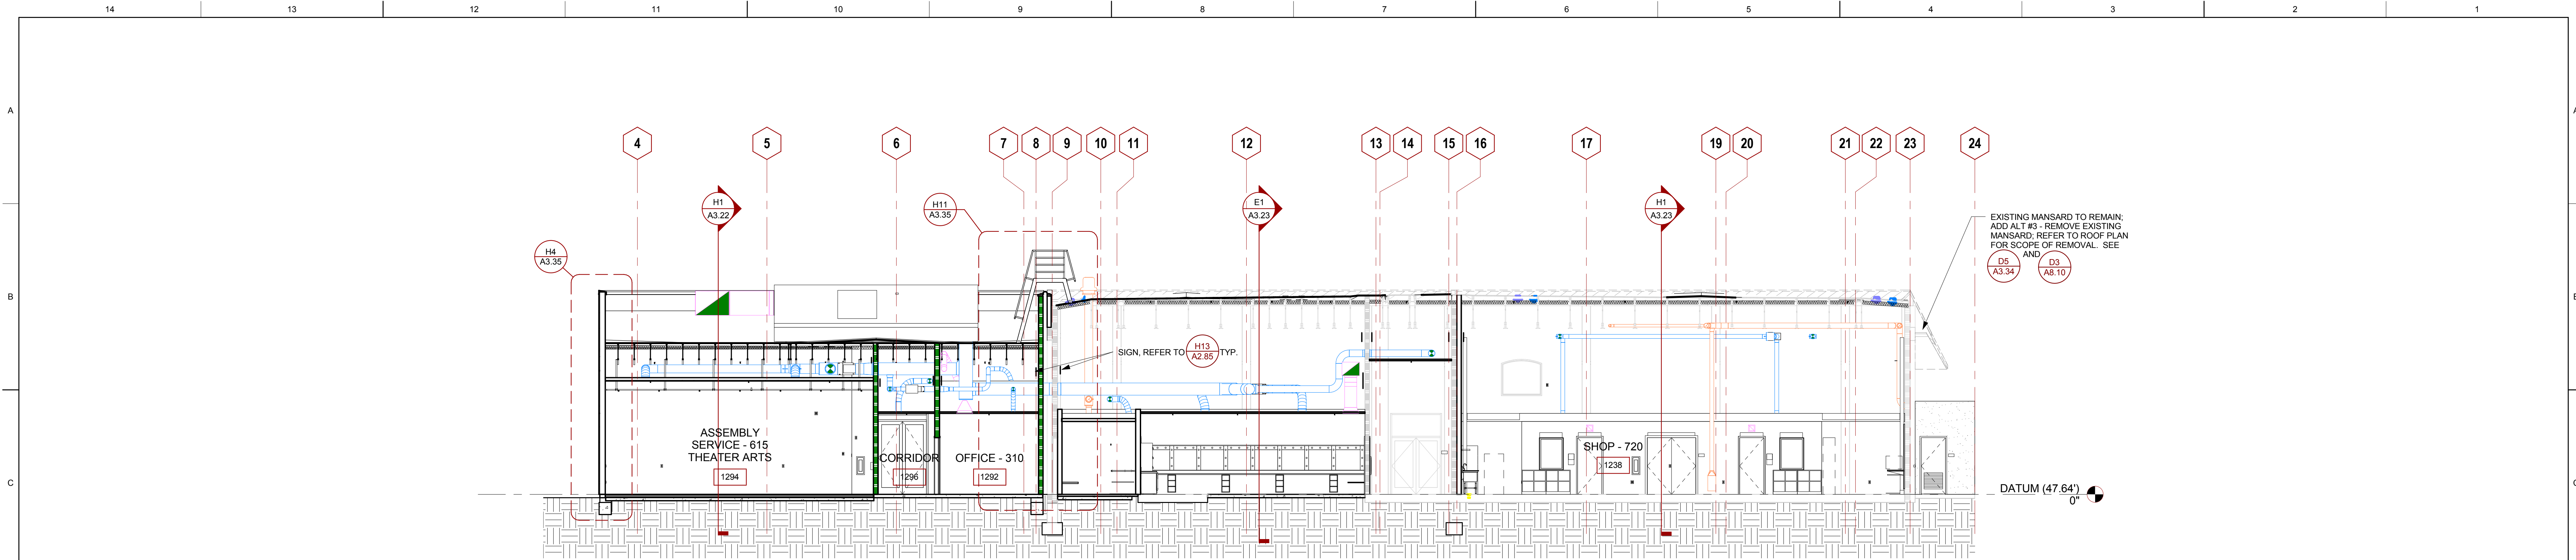 14 13 12 11 10 9 8 7 6 5 4 3 2 1
A
A
4 5 6 7 8 9 10 11 12 13 14 15 16 17 19 20 21 22 23 24
H1
A3.22
H11
A3.35
E1
A3.23
H1
A3.23
EXISTING MANSARD TO REMAIN;
ADD ALT #3 - REMOVE EXISTING
MANSARD; REFER TO ROOF PLAN
FOR SCOPE OF REMOVAL. SEE
AND
D5
A3.34
D3
A8.10
H4
A3.35
B
SIGN, REFER TO H13 TYP.
A2.85
ASSEMBLY
SERVICE - 615
THEATER ARTS
1294
CORRIDOR
1296
OFFICE - 310
1292
SHOP - 720
1238
C
DATUM (47.64')
0"